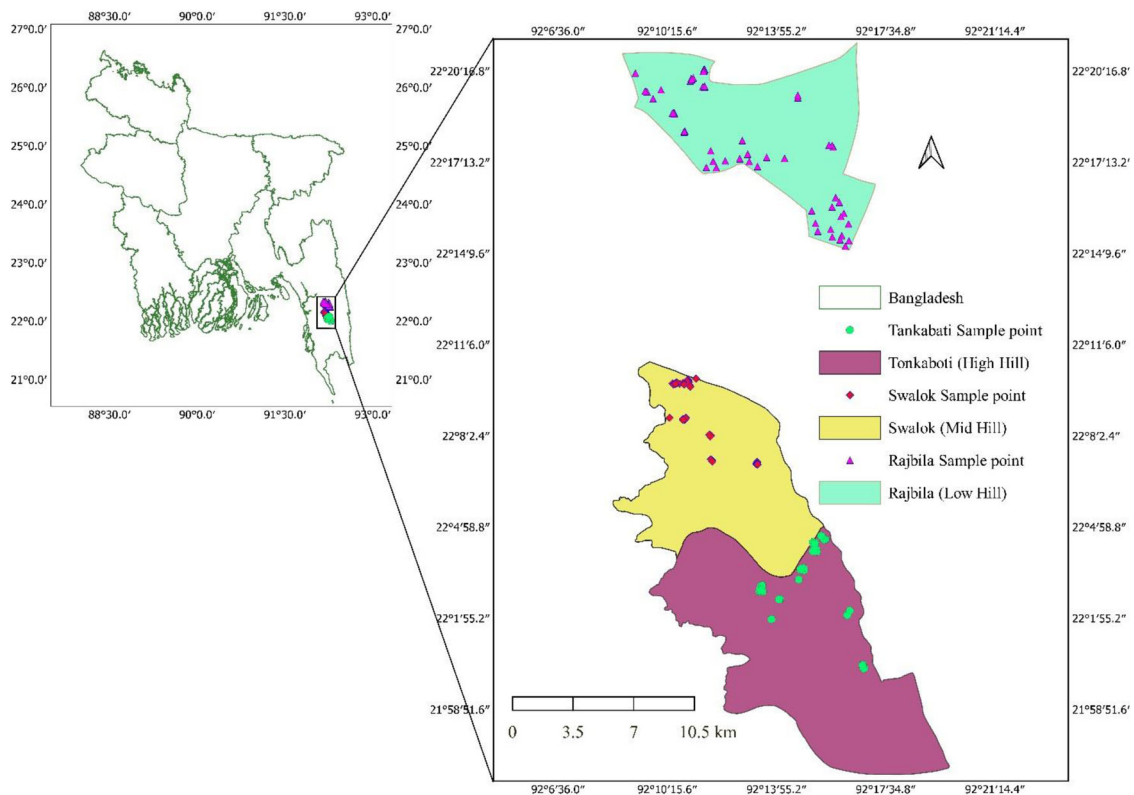 88°30.0′ 90°0.0′ 91°30.0′ 93°0.0′
27°0.0′ 27°0.0′
26°0.0′ 26°0.0′
25°0.0′ 25°0.0′
24°0.0′ 24°0.0′
23°0.0′ 23°0.0′
22°0.0′ 22°0.0′
21°0.0′ 21°0.0′
88°30.0′ 90°0.0′ 91°30.0′ 93°0.0′
92°6′36.0″ 92°10′15.6″ 92°13′55.2″ 92°17′34.8″ 92°21′14.4″
22°20′16.8″ 22°20′16.8″
22°17′13.2″ 22°17′13.2″
22°14′9.6″ 22°14′9.6″
22°11′6.0″ 22°11′6.0″
22°8′2.4″ 22°8′2.4″
22°4′58.8″ 22°4′58.8″
22°1′55.2″ 22°1′55.2″
21°58′51.6″ 21°58′51.6″
Bangladesh
Tankabati Sample point
Tonkaboti (High Hill)
Swalok Sample point
Swalok (Mid Hill)
Rajbila Sample point
Rajbila (Low Hill)
0 3.5 7 10.5 km
92°6′36.0″ 92°10′15.6″ 92°13′55.2″ 92°17′34.8″ 92°21′14.4″